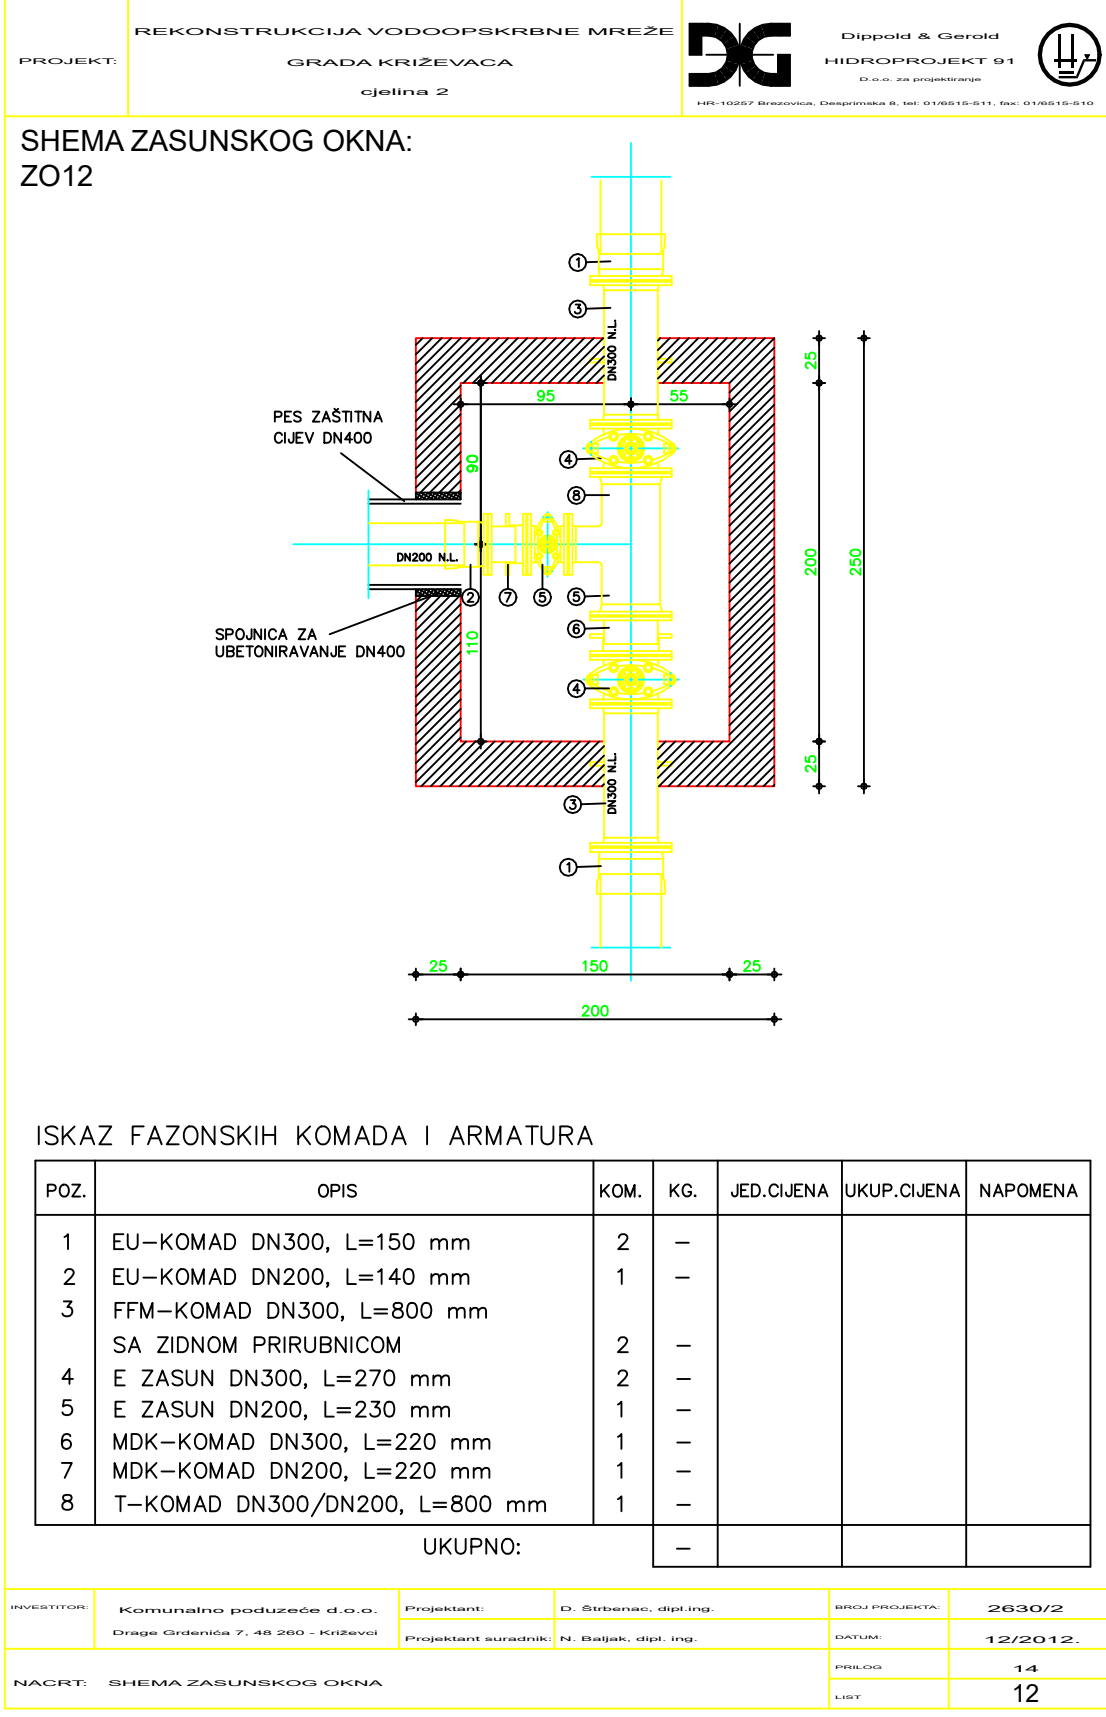 PROJEKT:
REKONSTRUKCIJA VODOOPSKRBNE MREŽE
GRADA KRIŽEVACA
cjelina 2
DG
Dippold & Gerold
HIDROPROJEKT 91
D.o.o. za projektiranje
HR-10257 Brezovica, Desprimska 8, tel: 01/6515-511, fax: 01/6515-510
SHEMA ZASUNSKOG OKNA:
ZO12
1
3
DN300 N.L.
25
95
55
PES ZAŠTITNA
CIJEV DN400
4
90
8
DN200 N.L.
200
250
2
7
5
5
6
SPOJNICA ZA
UBETONIRAVANJE DN400
110
4
25
DN300 N.L.
3
1
25
150
25
200
ISKAZ FAZONSKIH KOMADA I ARMATURA
POZ. OPIS KOM. KG. JED.CIJENA UKUP.CIJENA NAPOMENA
1 EU-KOMAD DN300, L=150 mm 2 -
2 EU-KOMAD DN200, L=140 mm 1 -
3 FFM-KOMAD DN300, L=800 mm
SA ZIDNOM PRIRUBNICOM 2 -
4 E ZASUN DN300, L=270 mm 2 -
5 E ZASUN DN200, L=230 mm 1 -
6 MDK-KOMAD DN300, L=220 mm 1 -
7 MDK-KOMAD DN200, L=220 mm 1 -
8 T-KOMAD DN300/DN200, L=800 mm 1 -
UKUPNO: -
INVESTITOR:
Komunalno poduzeće d.o.o.
Drage Grdenića 7, 48 260 - Križevci
Projektant: D. Štrbenac, dipl.ing.
Projektant suradnik: N. Baljak, dipl. ing.
BROJ PROJEKTA: 2630/2
DATUM: 12/2012.
NACRT: SHEMA ZASUNSKOG OKNA
PRILOG 14
LIST 12